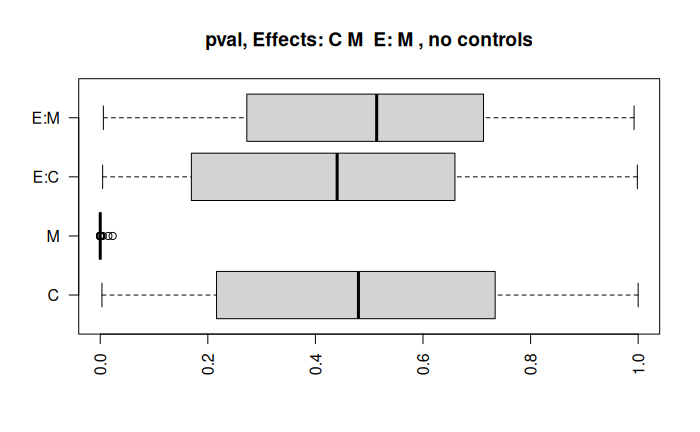 pval, Effects: C M  E: M , no controls
E:M
E:C
M
C
0.0 0.2 0.4 0.6 0.8 1.0